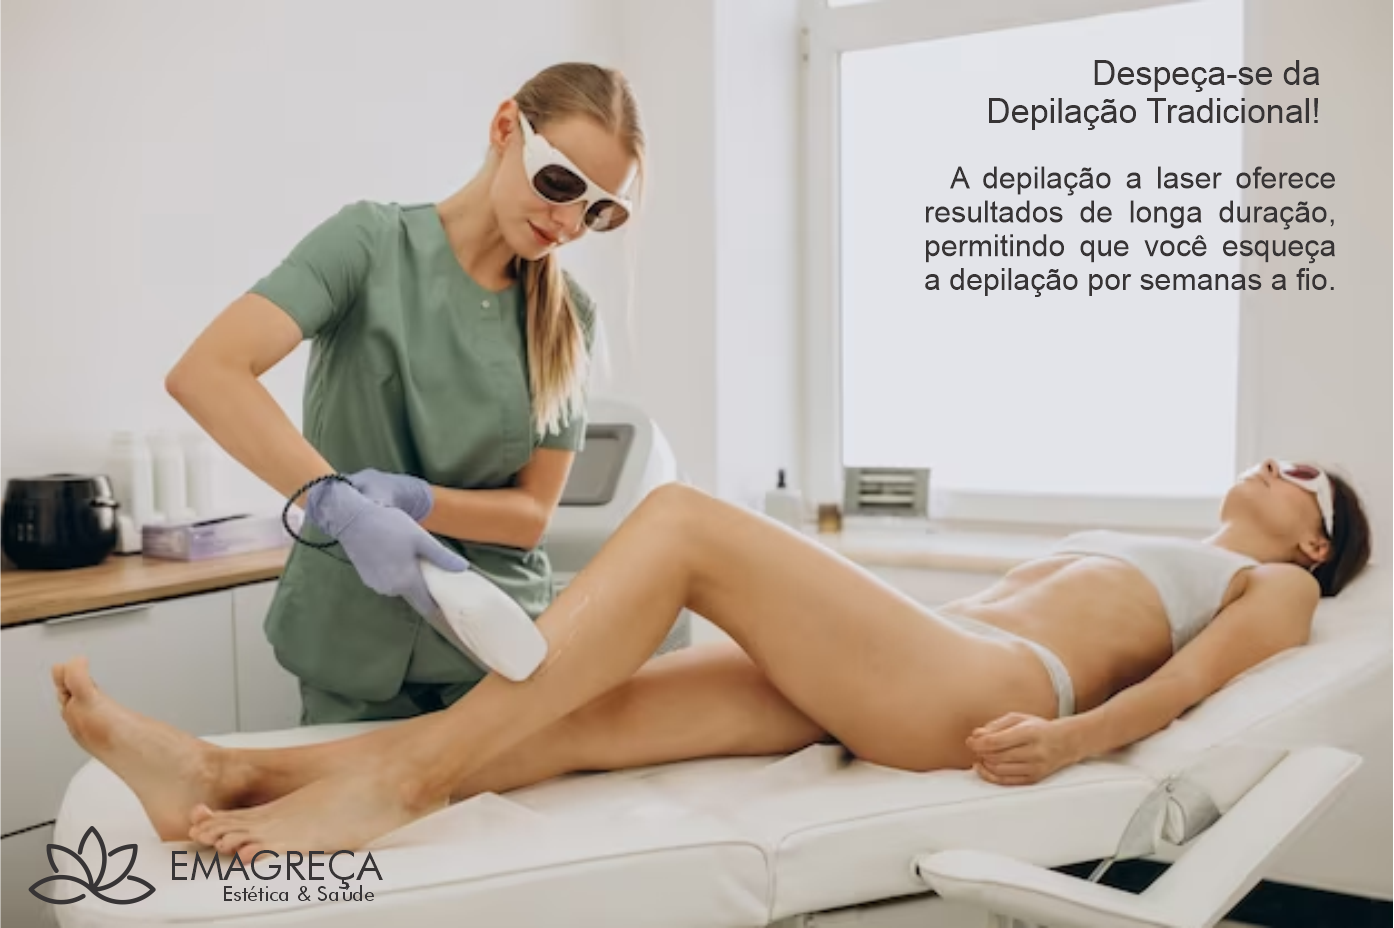 Despeça-se da
Depilação Tradicional!
A depilação a laser oferece
resultados de longa duração,
permitindo que você esqueça
a depilação por semanas a fio.
EMAGREÇA
Estética & Saúde